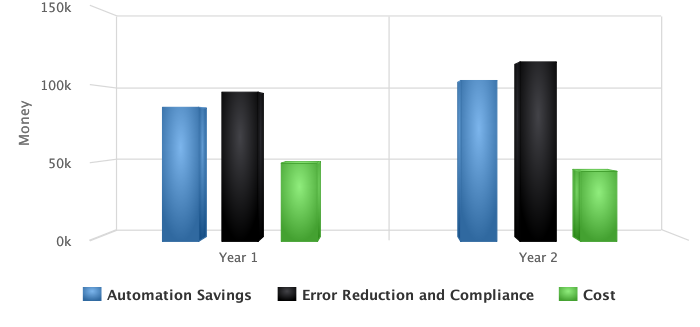 150k
100k
Money
50k
0k
Year 1 Year 2
Automation Savings Error Reduction and Compliance Cost